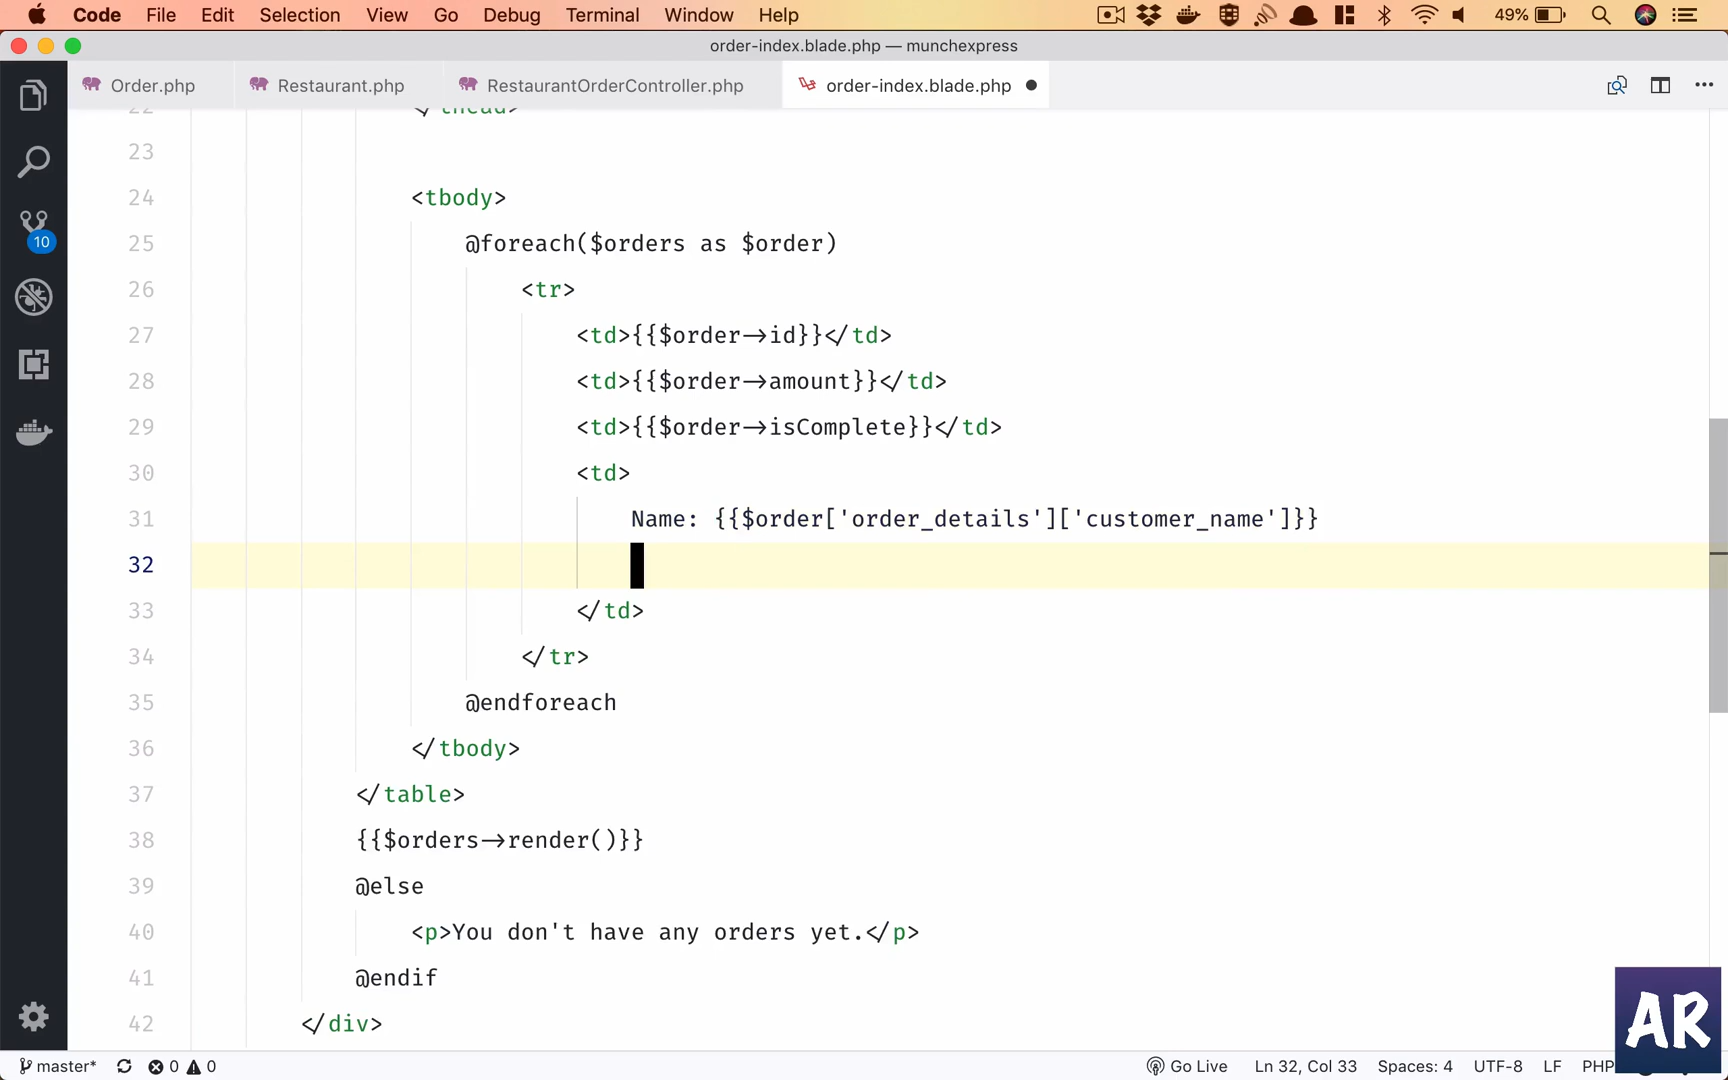 Code File Edit Selection View Go Debug Terminal Window Help 49%
order-index.blade.php — munchexpress
Order.php Restaurant.php RestaurantOrderController.php order-index.blade.php
22 </thead>
23
24 <tbody>
25 @foreach($orders as $order)
26 <tr>
27 <td>{{$order->id}}</td>
28 <td>{{$order->amount}}</td>
29 <td>{{$order->isComplete}}</td>
30 <td>
31 Name: {{$order['order_details']['customer_name']}}
32
33 </td>
34 </tr>
35 @endforeach
36 </tbody>
37 </table>
38 {{$orders->render()}}
39 @else
40 <p>You don't have any orders yet.</p>
41 @endif
42 </div>
10
AR
master* 0 0 Go Live Ln 32, Col 33 Spaces: 4 UTF-8 LF PHP